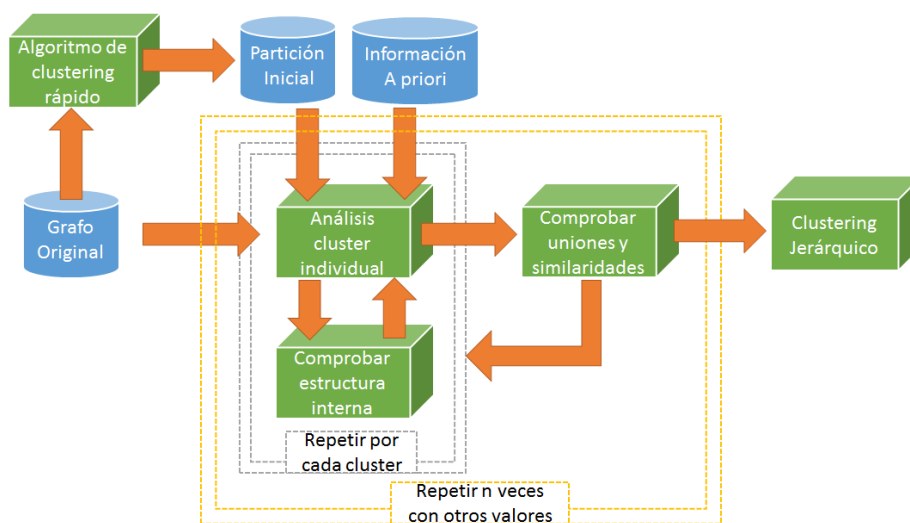 Algoritmo de
clustering
rápido
Partición
Inicial
Información
A priori
Grafo
Original
Análisis
cluster
individual
Comprobar
uniones y
similaridades
Clustering
Jerárquico
Comprobar
estructura
interna
Repetir por
cada cluster
Repetir n veces
con otros valores